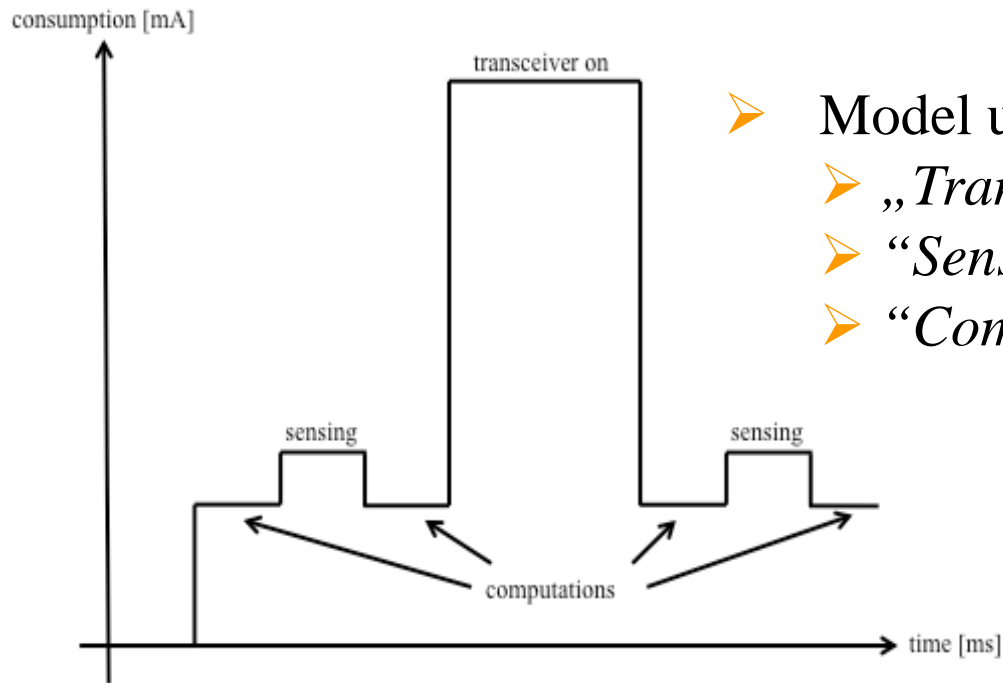 consumption [mA]
transceiver on
Model u
„Tran
“Sens
“Con
sensing
sensing
computations
time [ms]